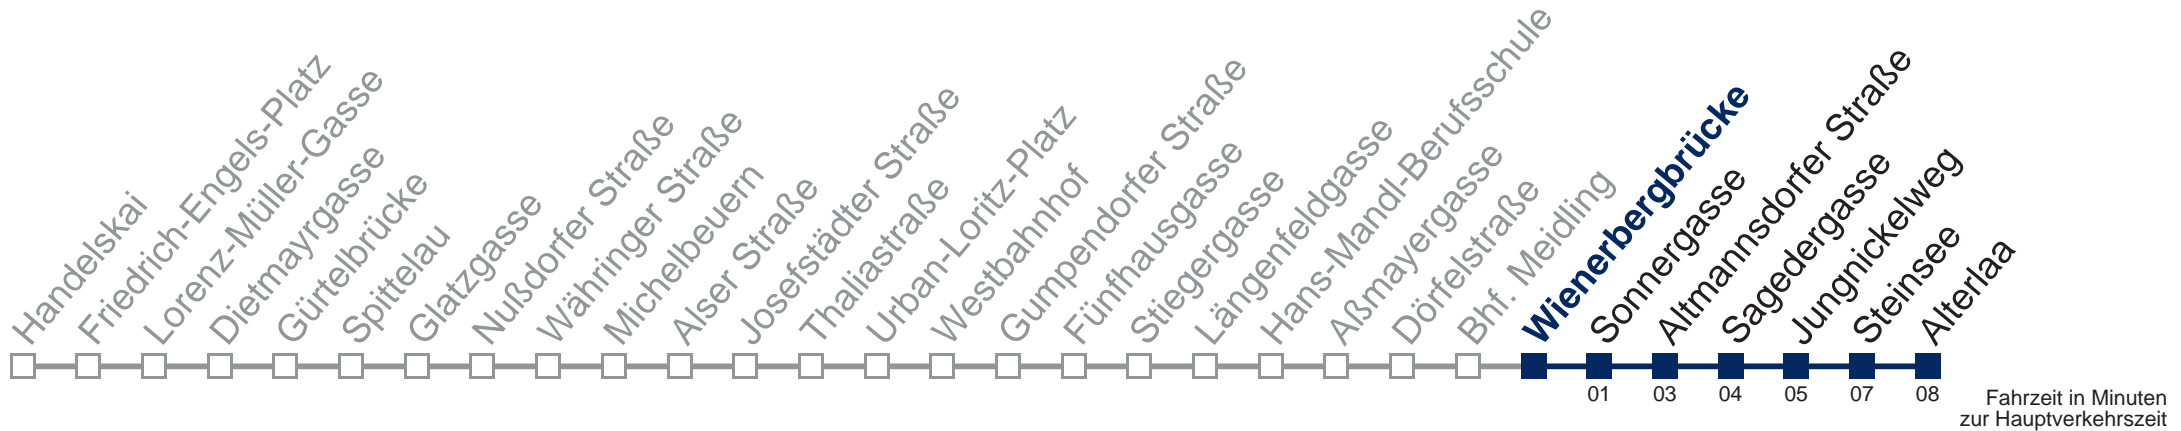 Handelskai
Friedrich-Engels-Platz
Lorenz-Müller-Gasse
Dietmayrgasse
Gürtelbrücke
Spittelau
Glatzgasse
Nußdorfer Straße
Währinger Straße
Michelbeuern
Alser Straße
Josefstädter Straße
Thaliastraße
Urban-Loritz-Platz
Westbahnhof
Gumpendorfer Straße
Fünfhausgasse
Stiegergasse
Längenfeldgasse
Hans-Mandl-Berufsschule
Aßmayergasse
Dörfelstraße
Bhf. Meidling
Wienerbergbrücke
Sonnergasse
Altmannsdorfer Straße
Sagedergasse
Jungnickelweg
Steinsee
Alterlaa
01 03 04 05 07 08
Fahrzeit in Minuten
zur Hauptverkehrszeit